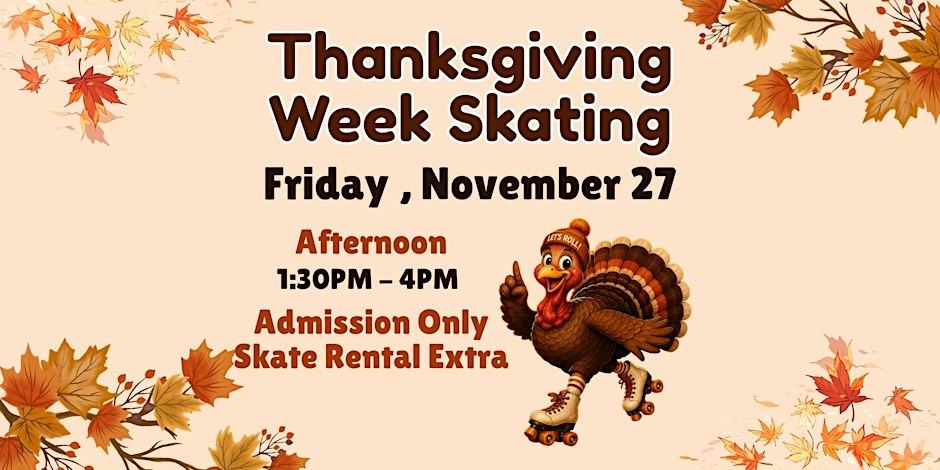 Thanksgiving
Week Skating
Friday , November 27
Afternoon
1:30PM – 4PM
Admission Only
Skate Rental Extra
LET'S ROLL!